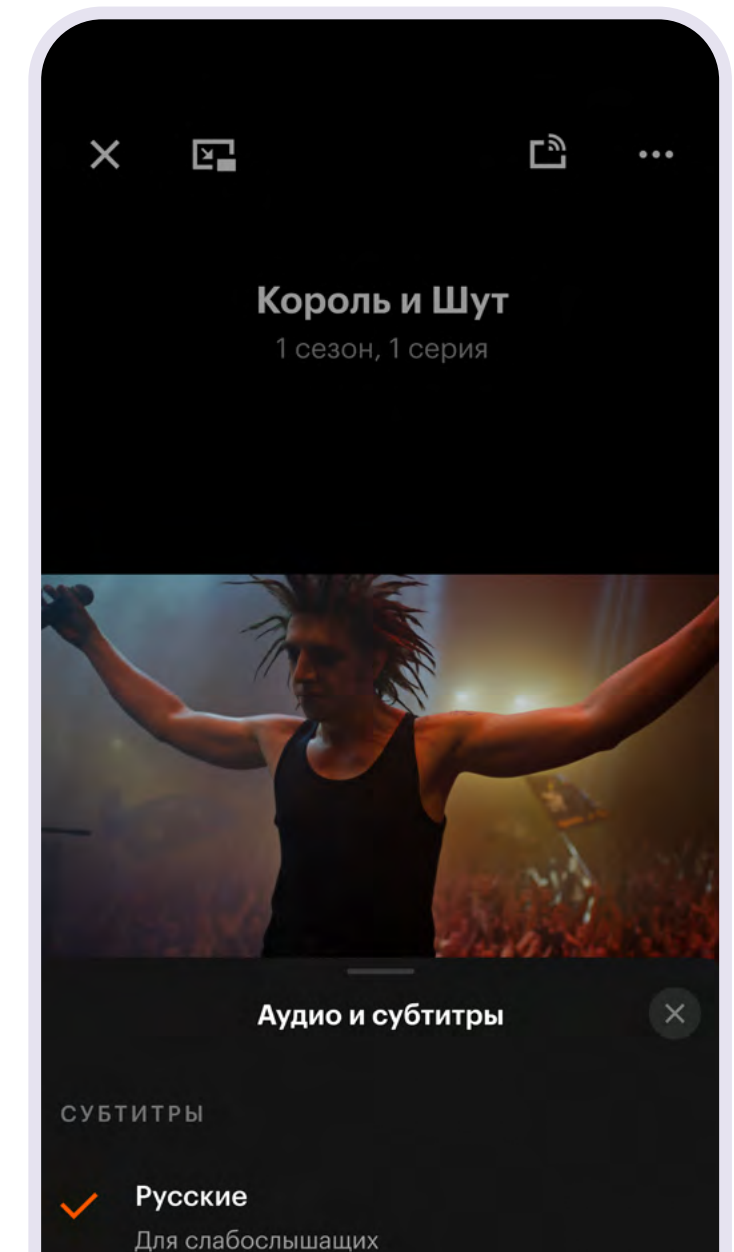 Король и Шут
1 сезон, 1 серия
Аудио и субтитры
СУБТИТРЫ
Русские
Для слабослышащих